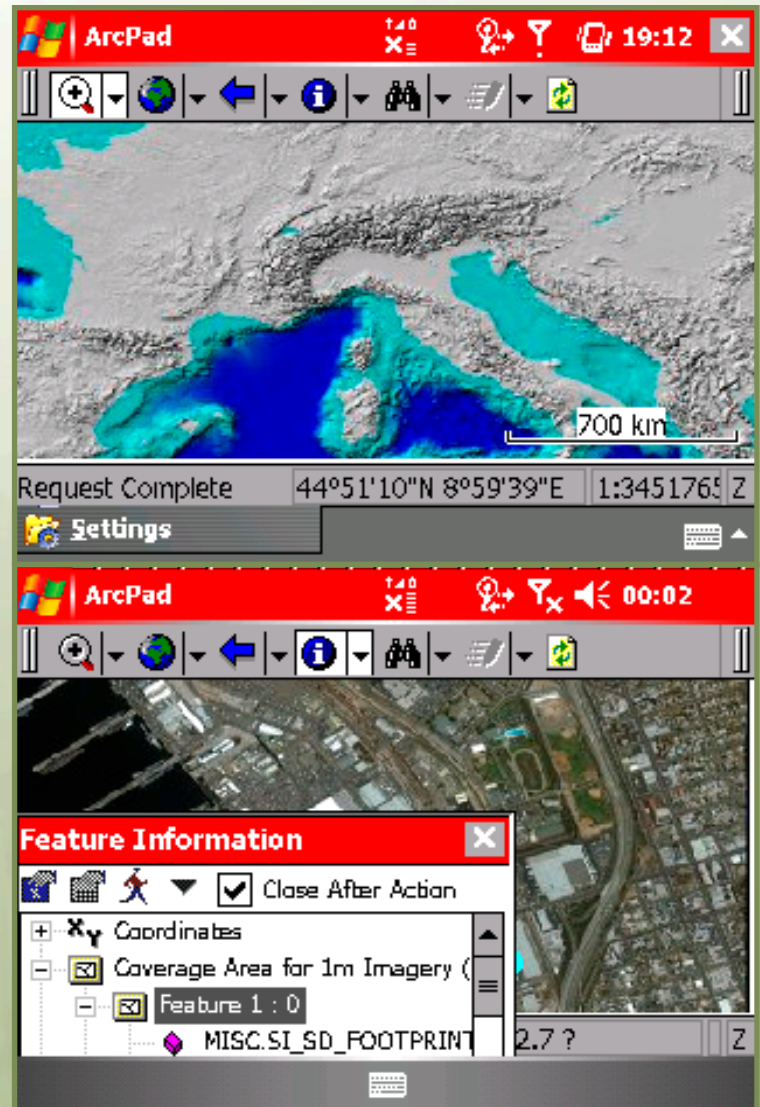 ArcPad 19:12
700 km
Request Complete 44°51'10"N 8°59'39"E 1:3451765 Z
Settings
ArcPad 00:02
Feature Information
Close After Action
Coordinates
Coverage Area for 1m Imagery (
Feature 1 : 0
MISC.SI_SD_FOOTPRINT 2.7 ? Z